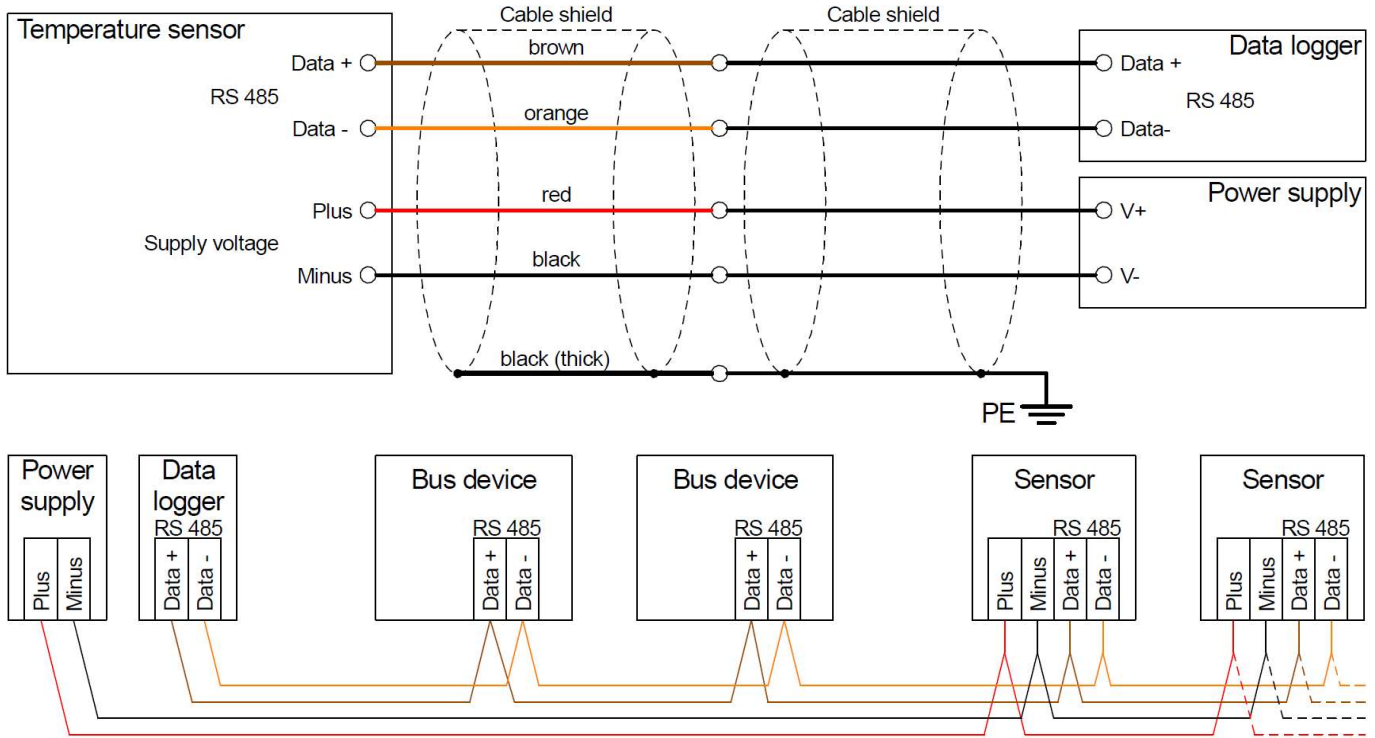 Cable shield
Cable shield
Temperature sensor
brown
Data logger
Data +
Data +
RS 485
RS 485
orange
Data -
Data-
red
Power supply
Plus
V+
Supply voltage
black
Minus
V-
black (thick)
PE
Power
supply
Plus
Minus
Data
logger
RS 485
Data +
Data -
Bus device
RS 485
Data +
Data -
Bus device
RS 485
Data +
Data -
Sensor
RS 485
Plus
Minus
Data +
Data -
Sensor
RS 485
Plus
Minus
Data +
Data -